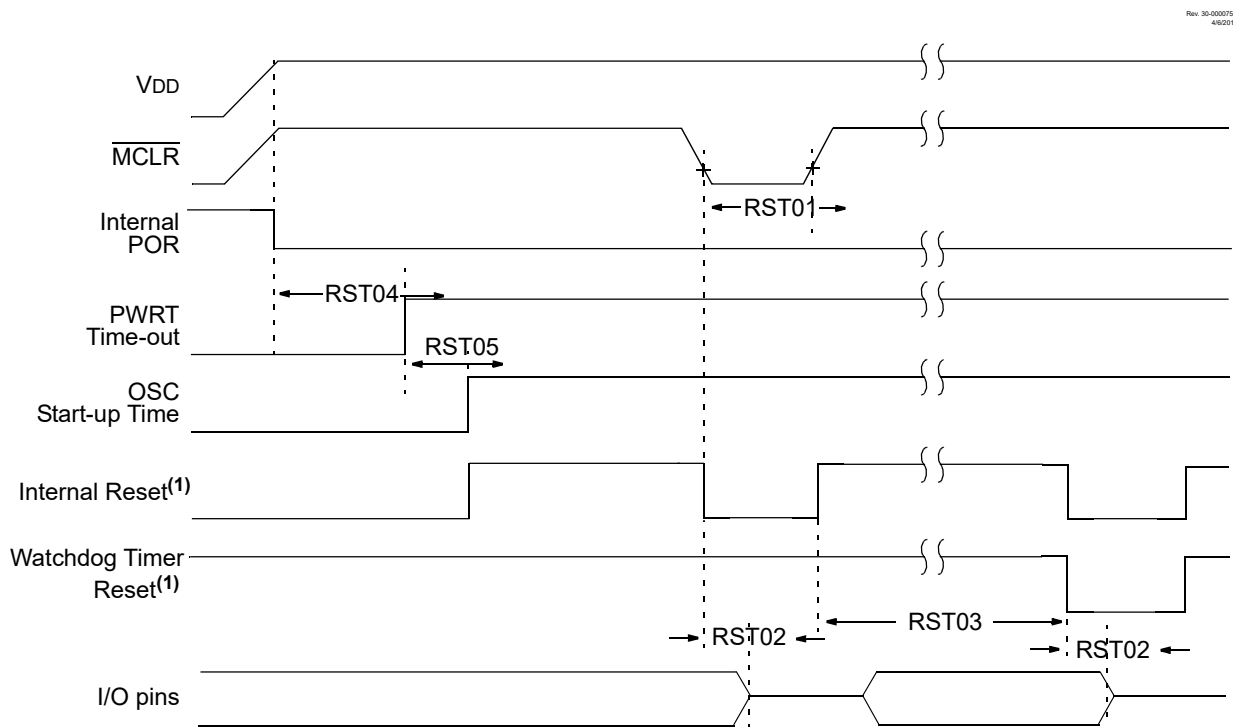 Rev. 30-000075
4/6/201
VDD
MCLR
RST01
Internal
POR
RST04
PWRT
Time-out
RST05
OSC
Start-up Time
Internal Reset(1)
Watchdog Timer
Reset(1)
RST02
RST03
RST02
I/O pins